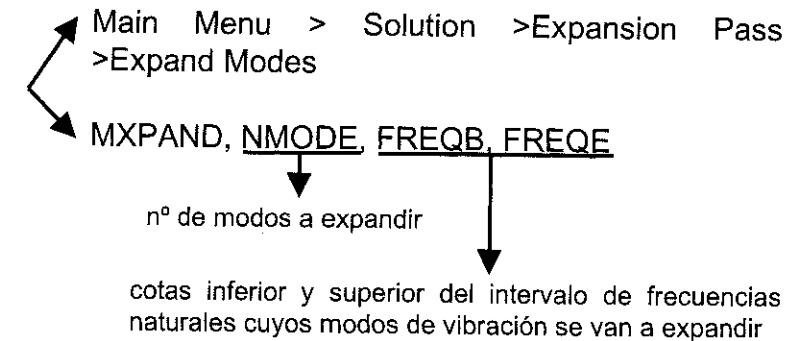 Main Menu > Solution >Expansion Pass
>Expand Modes
MXPAND, NMODE, FREQB, FREQE
nº de modos a expandir
cotas inferior y superior del intervalo de frecuencias
naturales cuyos modos de vibración se van a expandir